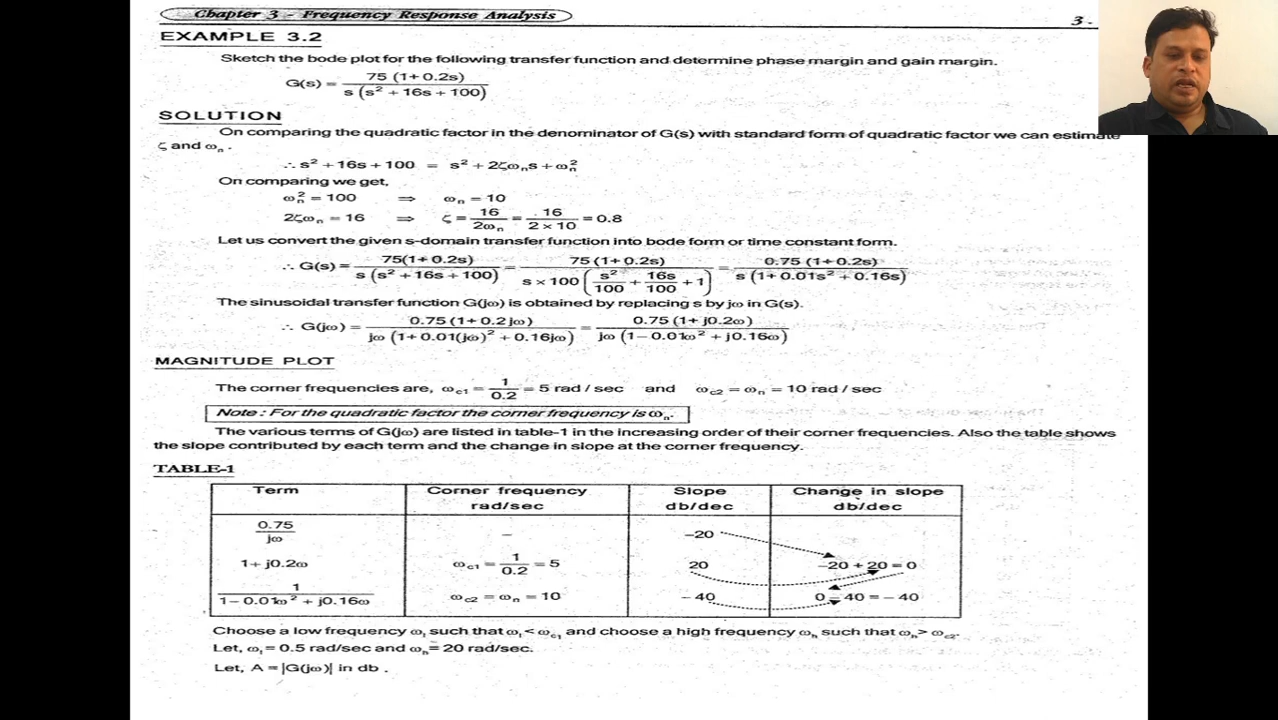 Chapter 3 - Frequency Response Analysis
3.
EXAMPLE 3.2
Sketch the bode plot for the following transfer function and determine phase margin and gain margin.
G(s) = 75 (1+0.2s) / s (s² + 16s + 100)
SOLUTION
On comparing the quadratic factor in the denominator of G(s) with standard form of quadratic factor we can estimate
ζ and ωn .
∴ s² + 16s + 100 = s² + 2ζωn s + ωn²
On comparing we get,
ωn² = 100 ⇒ ωn = 10
2ζωn = 16 ⇒ ζ = 16 / 2ωn = 16 / 2 × 10 = 0.8
Let us convert the given s-domain transfer function into bode form or time constant form.
∴ G(s) = 75(1+0.2s) / s (s² + 16s + 100) = 75 (1+0.2s) / s × 100 (s²/100 + 16s/100 + 1) = 0.75 (1+0.2s) / s (1+0.01s² + 0.16s)
The sinusoidal transfer function G(jω) is obtained by replacing s by jω in G(s).
∴ G(jω) = 0.75 (1+0.2jω) / jω (1+0.01(jω)² + 0.16jω) = 0.75 (1+ j0.2ω) / jω (1−0.01ω² + j0.16ω)
MAGNITUDE PLOT
The corner frequencies are, ωc1 = 1/0.2 = 5 rad / sec and ωc2 = ωn = 10 rad / sec
Note : For the quadratic factor the corner frequency is ωn.
The various terms of G(jω) are listed in table-1 in the increasing order of their corner frequencies. Also the table shows
the slope contributed by each term and the change in slope at the corner frequency.
TABLE-1
Term Corner frequency rad/sec Slope db/dec Change in slope db/dec
0.75 / jω – −20
1+ j0.2ω ωc1 = 1/0.2 = 5 20 −20 + 20 = 0
1 / 1−0.01ω² + j0.16ω ωc2 = ωn = 10 −40 0 − 40 = −40
Choose a low frequency ωl such that ωl < ωc1 and choose a high frequency ωh such that ωh > ωc2.
Let, ωl = 0.5 rad/sec and ωh = 20 rad/sec.
Let, A = |G(jω)| in db .